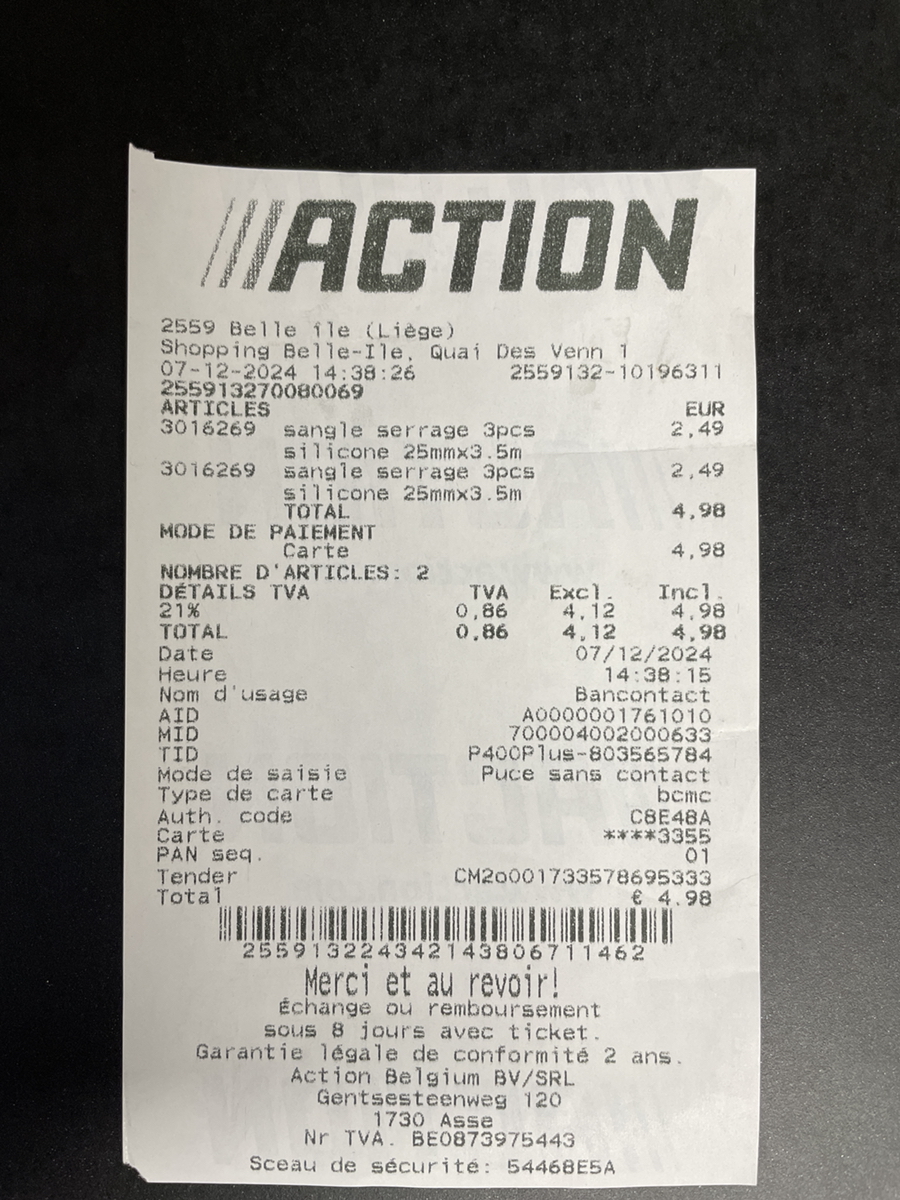 ACTION
2559 Belle île (Liège)
Shopping Belle-Ile, Quai Des Venn 1
07-12-2024 14:38:26 2559132-10196311
255913270080069
ARTICLES EUR
3016269 sangle serrage 3pcs 2,49
silicone 25mmx3.5m
3016269 sangle serrage 3pcs 2,49
silicone 25mmx3.5m
TOTAL 4,98
MODE DE PAIEMENT
Carte 4,98
NOMBRE D'ARTICLES: 2
DÉTAILS TVA TVA Excl. Incl.
21% 0,86 4,12 4,98
TOTAL 0,86 4,12 4,98
Date 07/12/2024
Heure 14:38:15
Nom d'usage Bancontact
AID A0000001761010
MID 700004002000633
TID P400Plus-803565784
Mode de saisie Puce sans contact
Type de carte bcmc
Auth. code C8E48A
Carte ****3355
PAN seq. 01
Tender CM2o001733578695333
Total € 4.98
255913224342143806711462
Merci et au revoir!
Échange ou remboursement
sous 8 jours avec ticket.
Garantie légale de conformité 2 ans.
Action Belgium BV/SRL
Gentsesteenweg 120
1730 Asse
Nr TVA. BE0873975443
Sceau de sécurité: 54468E5A